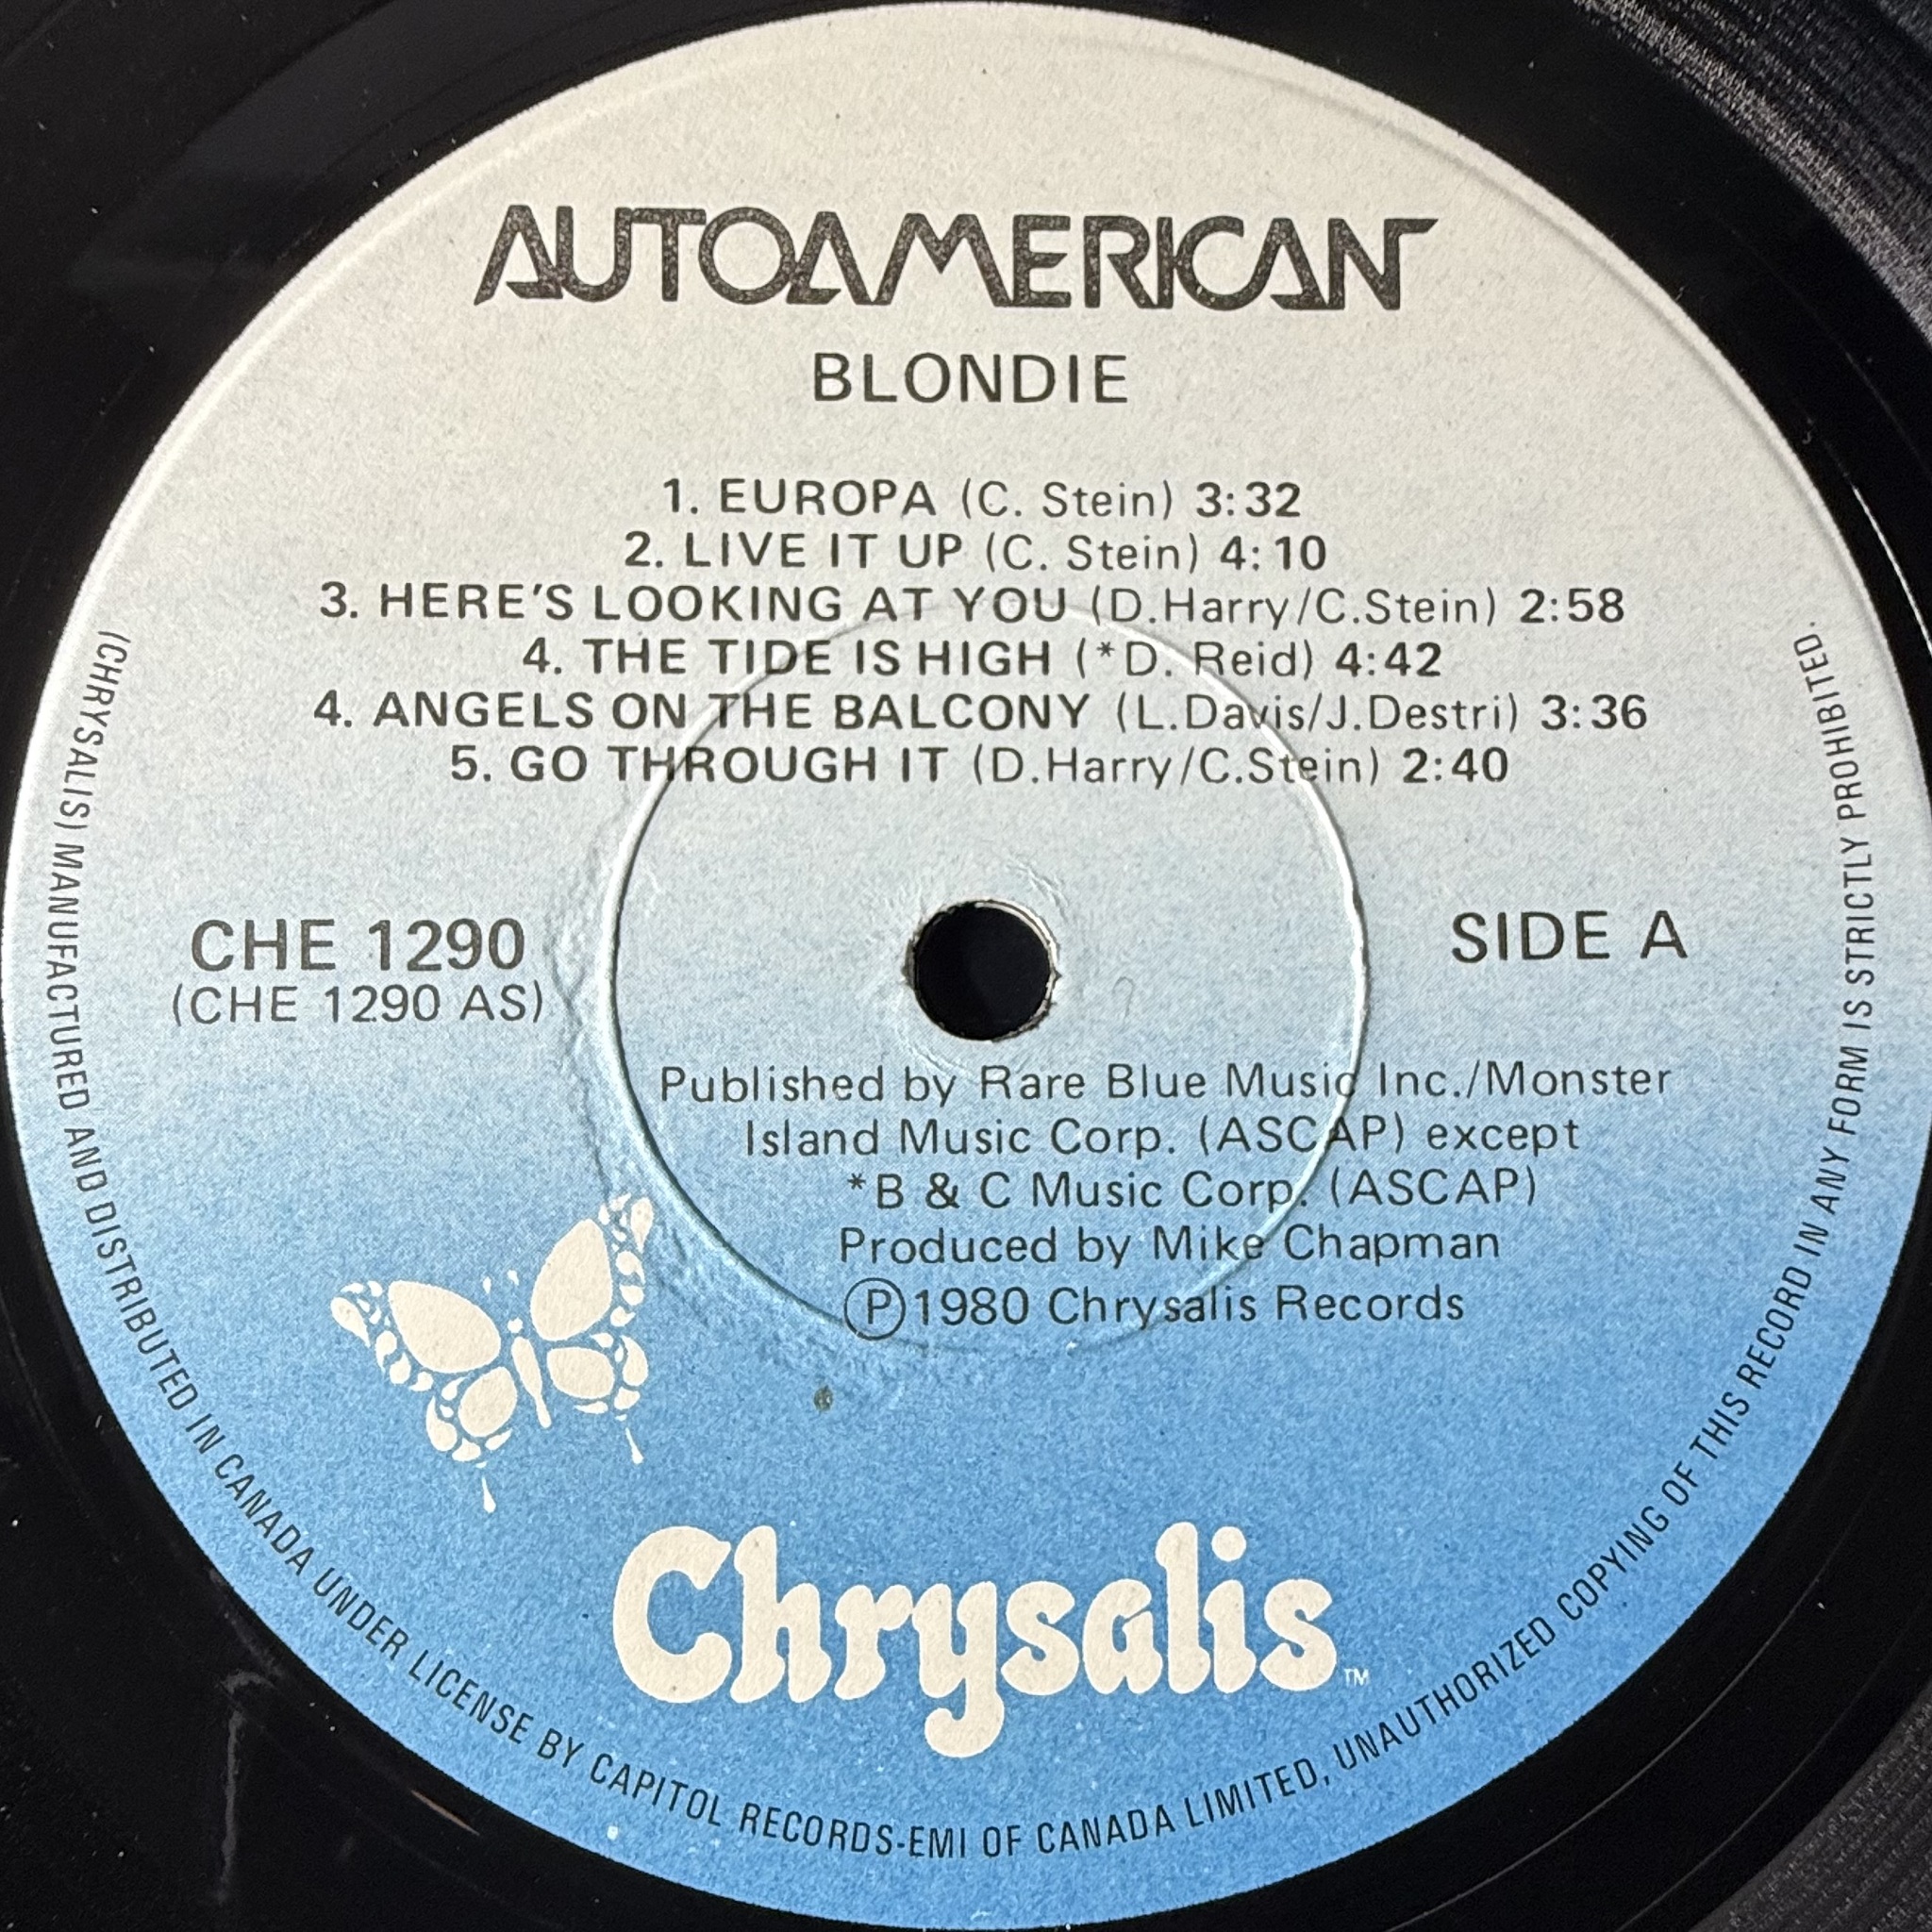 AUTOAMERICAN
BLONDIE
1. EUROPA (C. Stein) 3:32
2. LIVE IT UP (C. Stein) 4:10
3. HERE'S LOOKING AT YOU (D.Harry/C.Stein) 2:58
4. THE TIDE IS HIGH (*D. Reid) 4:42
4. ANGELS ON THE BALCONY (L.Davis/J.Destri) 3:36
5. GO THROUGH IT (D.Harry/C.Stein) 2:40
CHE 1290
(CHE 1290 AS)
SIDE A
Published by Rare Blue Music Inc./Monster
Island Music Corp. (ASCAP) except
*B & C Music Corp. (ASCAP)
Produced by Mike Chapman
Ⓟ1980 Chrysalis Records
Chrysalis™
(CHRYSALIS) MANUFACTURED AND DISTRIBUTED IN CANADA UNDER LICENSE BY CAPITOL RECORDS-EMI OF CANADA LIMITED, UNAUTHORIZED COPYING OF THIS RECORD IN ANY FORM IS STRICTLY PROHIBITED.